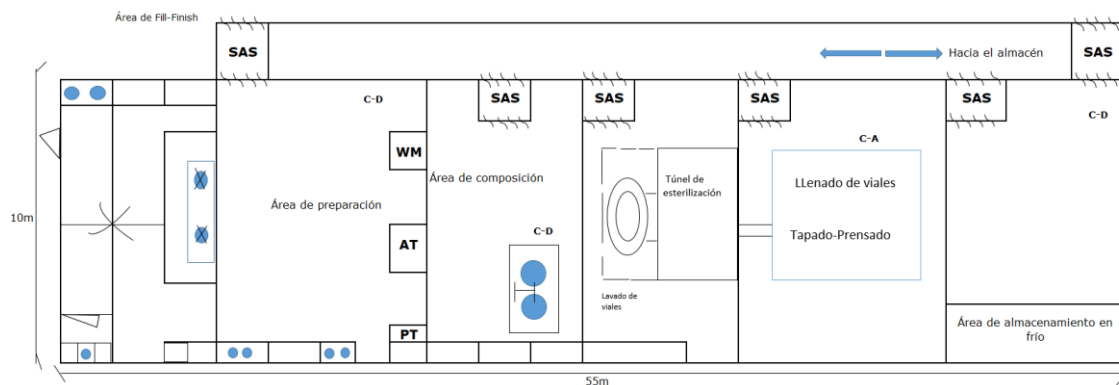 Área de Fill-Finish
SAS
Hacia el almacén
SAS
C-D
SAS
SAS
SAS
SAS
C-D
WM
Área de composición
C-A
Túnel de
esterilización
LLenado de viales
Área de preparación
10m
AT
C-D
Tapado-Prensado
Lavado de
viales
PT
Área de almacenamiento en
frío
55m